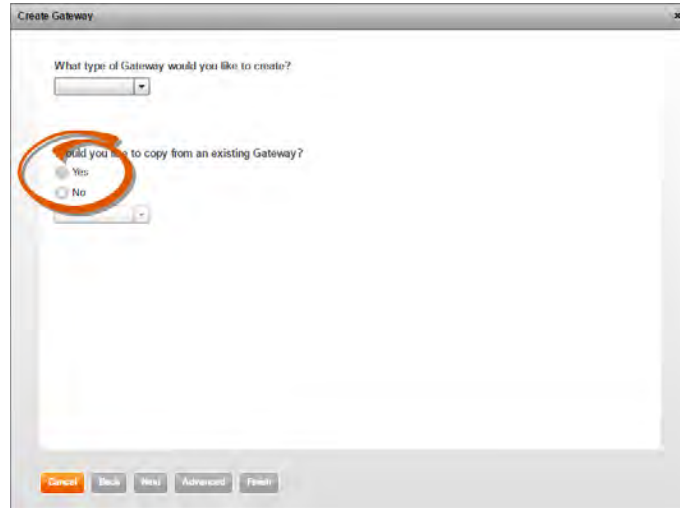 Create Gateway
What type of Gateway would you like to create?
you to copy from an existing Gateway?
Yes
No
Cancel Back Next Advanced Finish